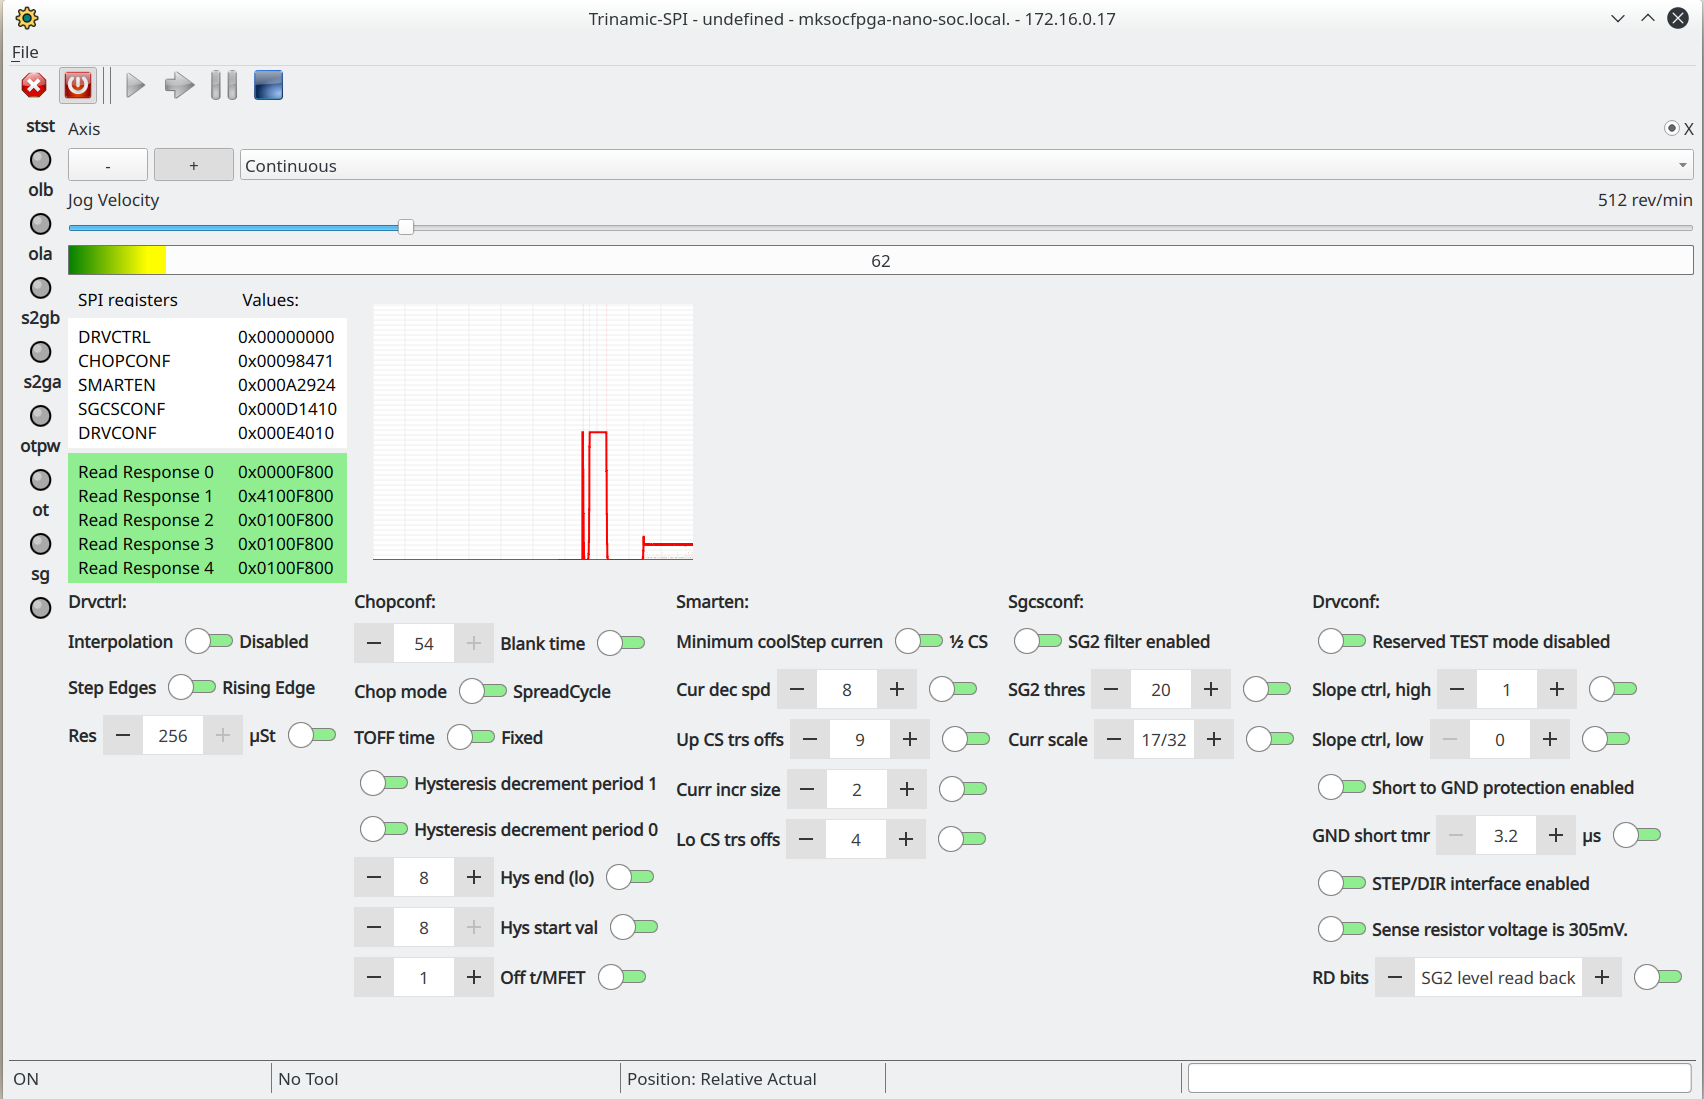 Trinamic-SPI - undefined - mksocfpga-nano-soc.local. - 172.16.0.17
File
stst
Axis
X
-
+
Continuous
olb
Jog Velocity
512 rev/min
ola
62
s2gb
s2ga
otpw
ot
sg
SPI registers Values:
DRVCTRL 0x00000000
CHOPCONF 0x00098471
SMARTEN 0x000A2924
SGCSCONF 0x000D1410
DRVCONF 0x000E4010
Read Response 0 0x0000F800
Read Response 1 0x4100F800
Read Response 2 0x0100F800
Read Response 3 0x0100F800
Read Response 4 0x0100F800
Drvctrl:
Interpolation Disabled
Step Edges Rising Edge
Res − 256 + µSt
Chopconf:
− 54 + Blank time
Chop mode SpreadCycle
TOFF time Fixed
Hysteresis decrement period 1
Hysteresis decrement period 0
− 8 + Hys end (lo)
− 8 + Hys start val
− 1 + Off t/MFET
Smarten:
Minimum coolStep curren ½ CS
Cur dec spd − 8 +
Up CS trs offs − 9 +
Curr incr size − 2 +
Lo CS trs offs − 4 +
Sgcsconf:
SG2 filter enabled
SG2 thres − 20 +
Curr scale − 17/32 +
Drvconf:
Reserved TEST mode disabled
Slope ctrl, high − 1 +
Slope ctrl, low − 0 +
Short to GND protection enabled
GND short tmr − 3.2 + µs
STEP/DIR interface enabled
Sense resistor voltage is 305mV.
RD bits − SG2 level read back +
ON
No Tool
Position: Relative Actual